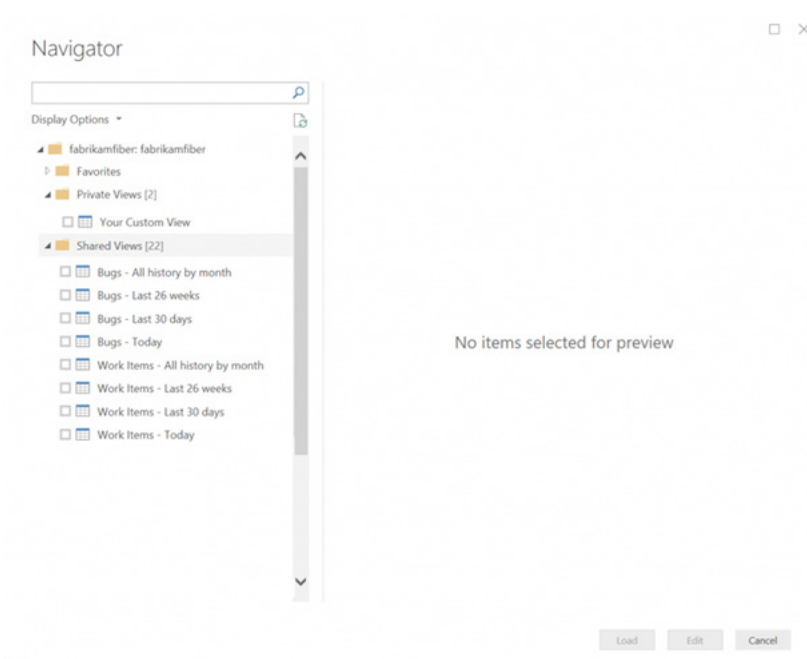 Navigator
Display Options
fabrikamfiber: fabrikamfiber
Favorites
Private Views [2]
Your Custom View
Shared Views [22]
Bugs - All history by month
Bugs - Last 26 weeks
Bugs - Last 30 days
Bugs - Today
Work Items - All history by month
Work Items - Last 26 weeks
Work Items - Last 30 days
Work Items - Today
No items selected for preview
Load Edit Cancel